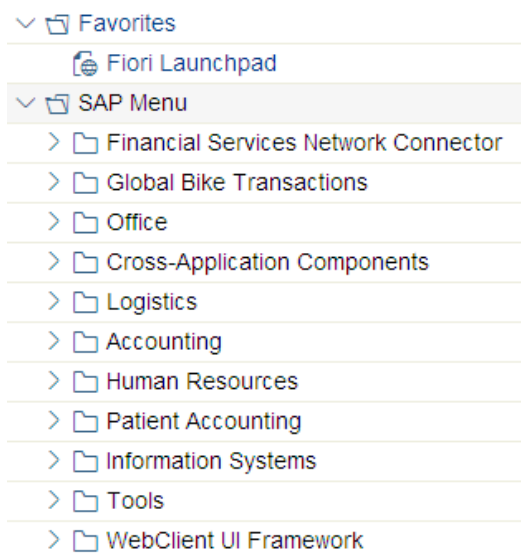 Favorites
Fiori Launchpad
SAP Menu
Financial Services Network Connector
Global Bike Transactions
Office
Cross-Application Components
Logistics
Accounting
Human Resources
Patient Accounting
Information Systems
Tools
WebClient UI Framework